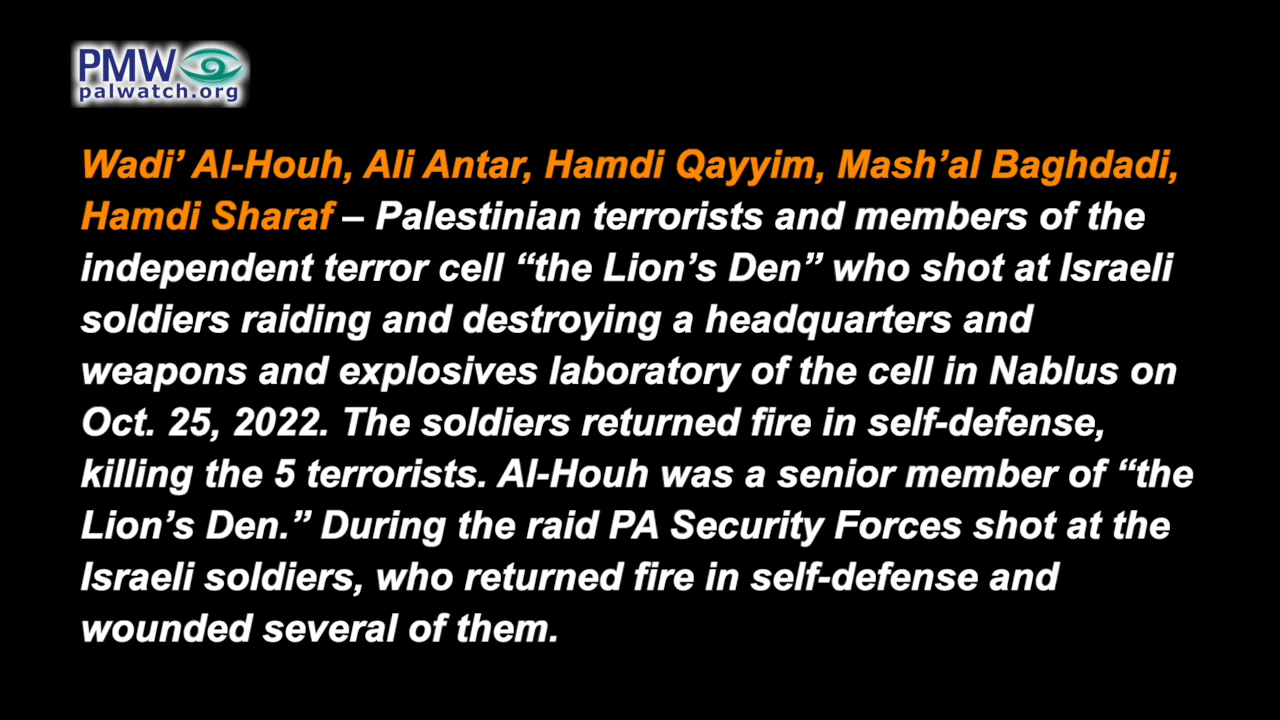 PMW
palwatch.org
Wadi’ Al-Houh, Ali Antar, Hamdi Qayyim, Mash’al Baghdadi,
Hamdi Sharaf – Palestinian terrorists and members of the
independent terror cell “the Lion’s Den” who shot at Israeli
soldiers raiding and destroying a headquarters and
weapons and explosives laboratory of the cell in Nablus on
Oct. 25, 2022. The soldiers returned fire in self-defense,
killing the 5 terrorists. Al-Houh was a senior member of “the
Lion’s Den.” During the raid PA Security Forces shot at the
Israeli soldiers, who returned fire in self-defense and
wounded several of them.